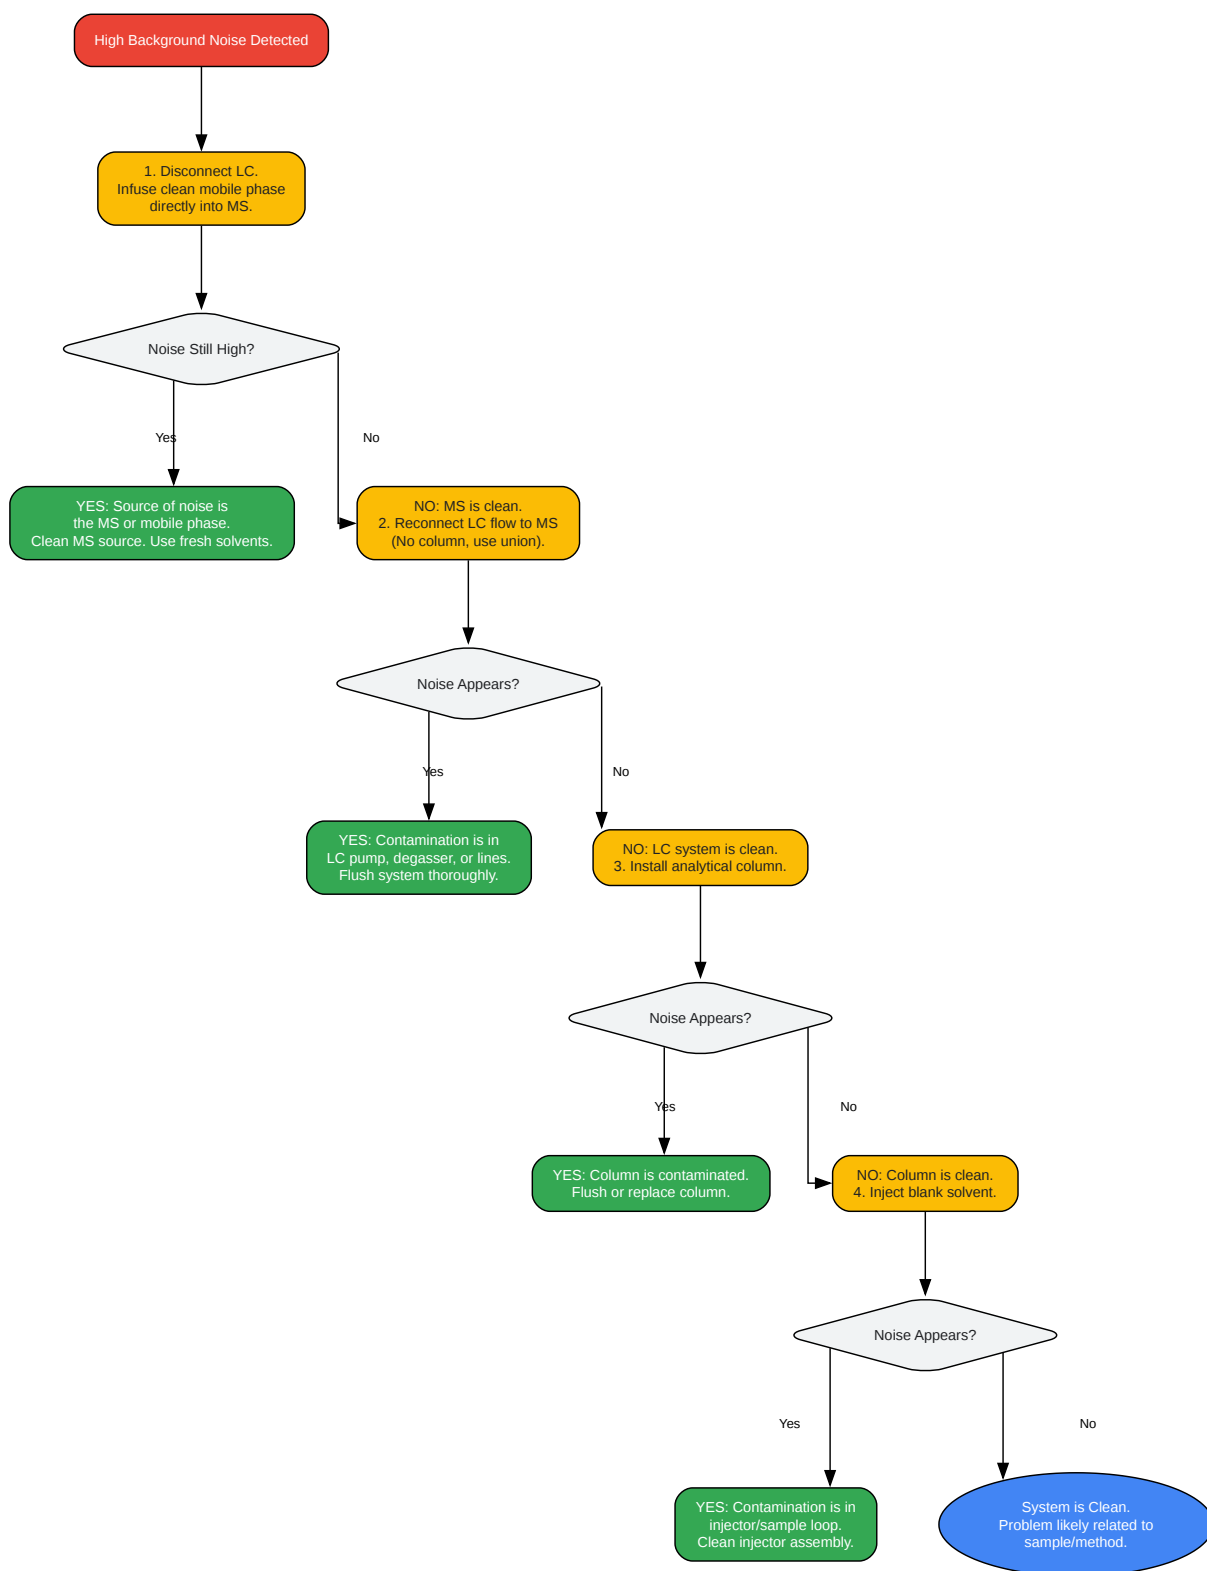 High Background Noise Detected
1. Disconnect LC.
Infuse clean mobile phase
directly into MS.
Noise Still High?
Yes
No
YES: Source of noise is
the MS or mobile phase.
Clean MS source. Use fresh solvents.
NO: MS is clean.
2. Reconnect LC flow to MS
(No column, use union).
Noise Appears?
Yes
No
YES: Contamination is in
LC pump, degasser, or lines.
Flush system thoroughly.
NO: LC system is clean.
3. Install analytical column.
Noise Appears?
Yes
No
YES: Column is contaminated.
Flush or replace column.
NO: Column is clean.
4. Inject blank solvent.
Noise Appears?
Yes
No
YES: Contamination is in
injector/sample loop.
Clean injector assembly.
System is Clean.
Problem likely related to
sample/method.